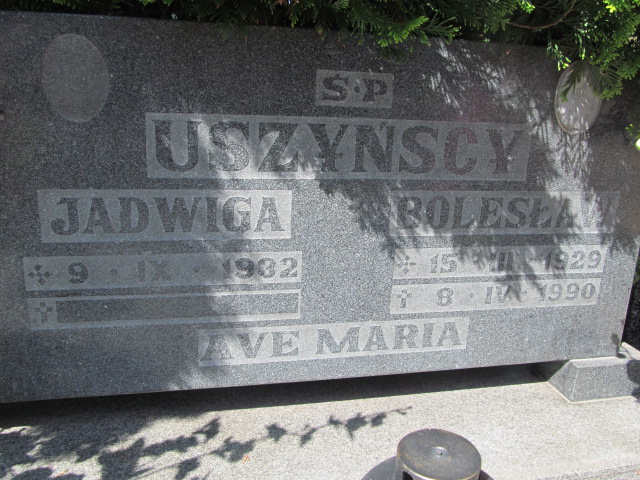 Ś·P
USZYŃSCY
JADWIGA
BOLESŁAW
9 · IX · 1932
15 · III · 1929
8 · IV · 1990
AVE MARIA